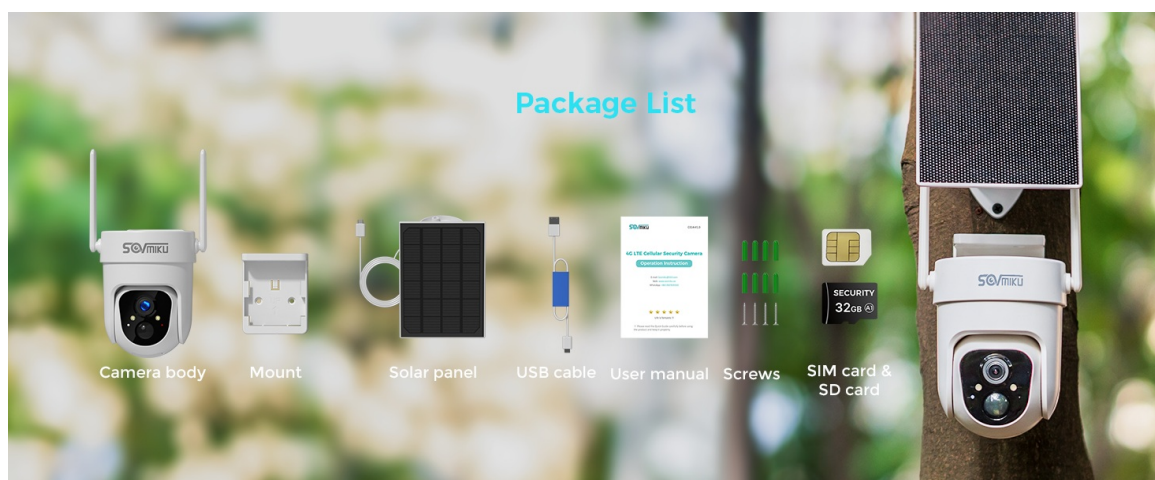 Package List
SOVMIKU
SOVMIKU
4G LTE Cellular Security Camera
Operation Instruction
SECURITY
32GB A1
SOVMIKU
Camera body
Mount
Solar panel
USB cable
User manual
Screws
SIM card &
SD card